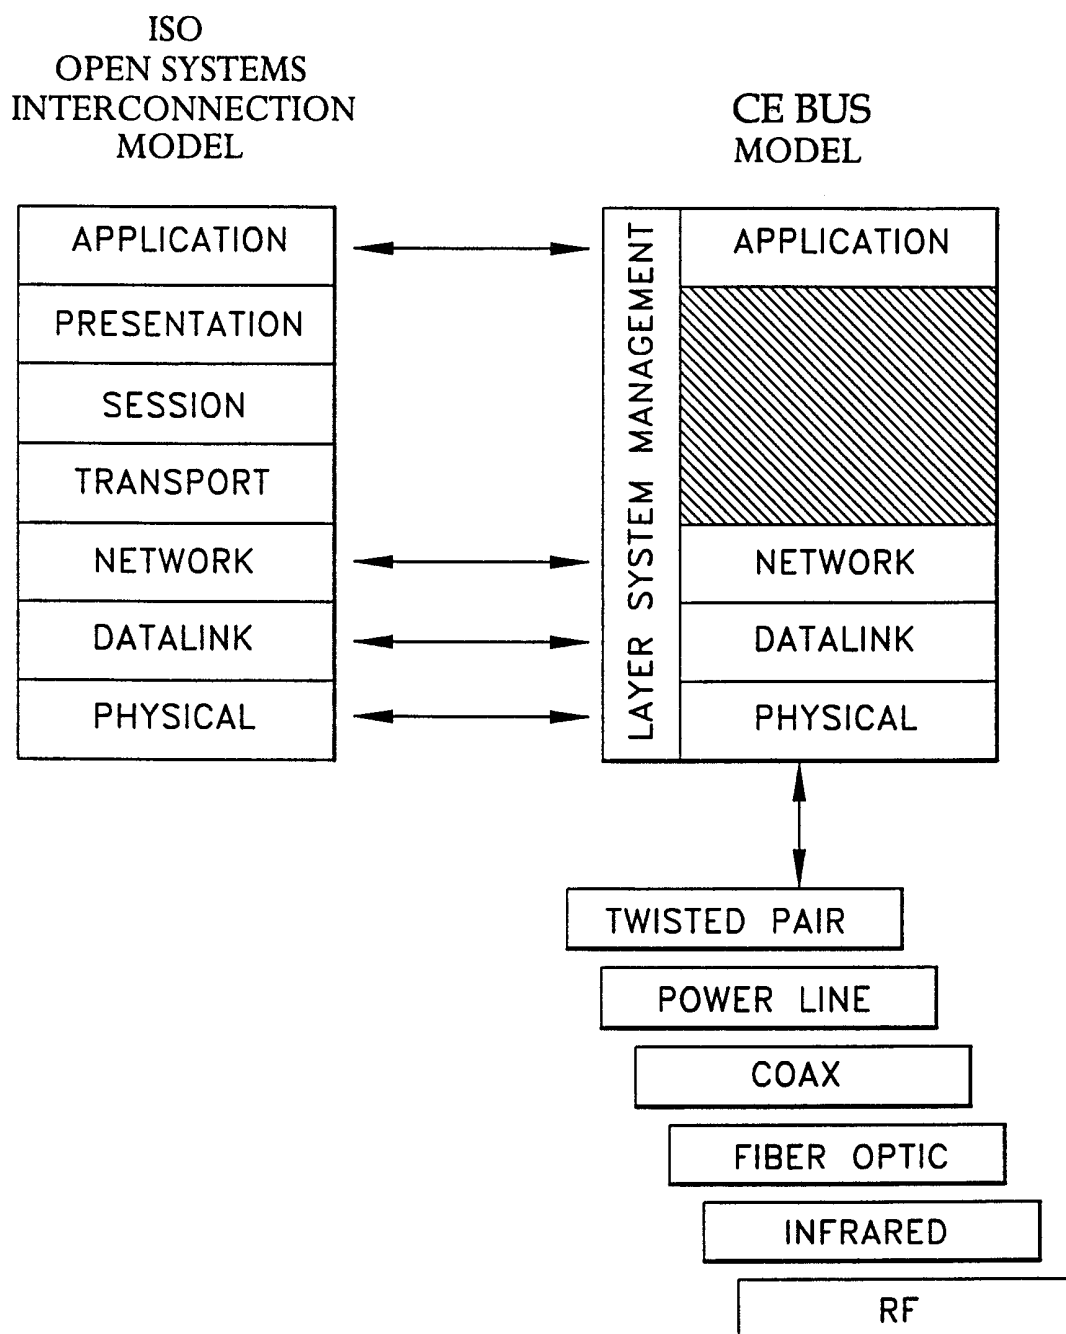 ISO
OPEN SYSTEMS
INTERCONNECTION
MODEL
APPLICATION
PRESENTATION
SESSION
TRANSPORT
NETWORK
DATALINK
PHYSICAL
CE BUS
MODEL
LAYER SYSTEM MANAGEMENT
APPLICATION
NETWORK
DATALINK
PHYSICAL
TWISTED PAIR
POWER LINE
COAX
FIBER OPTIC
INFRARED
RF